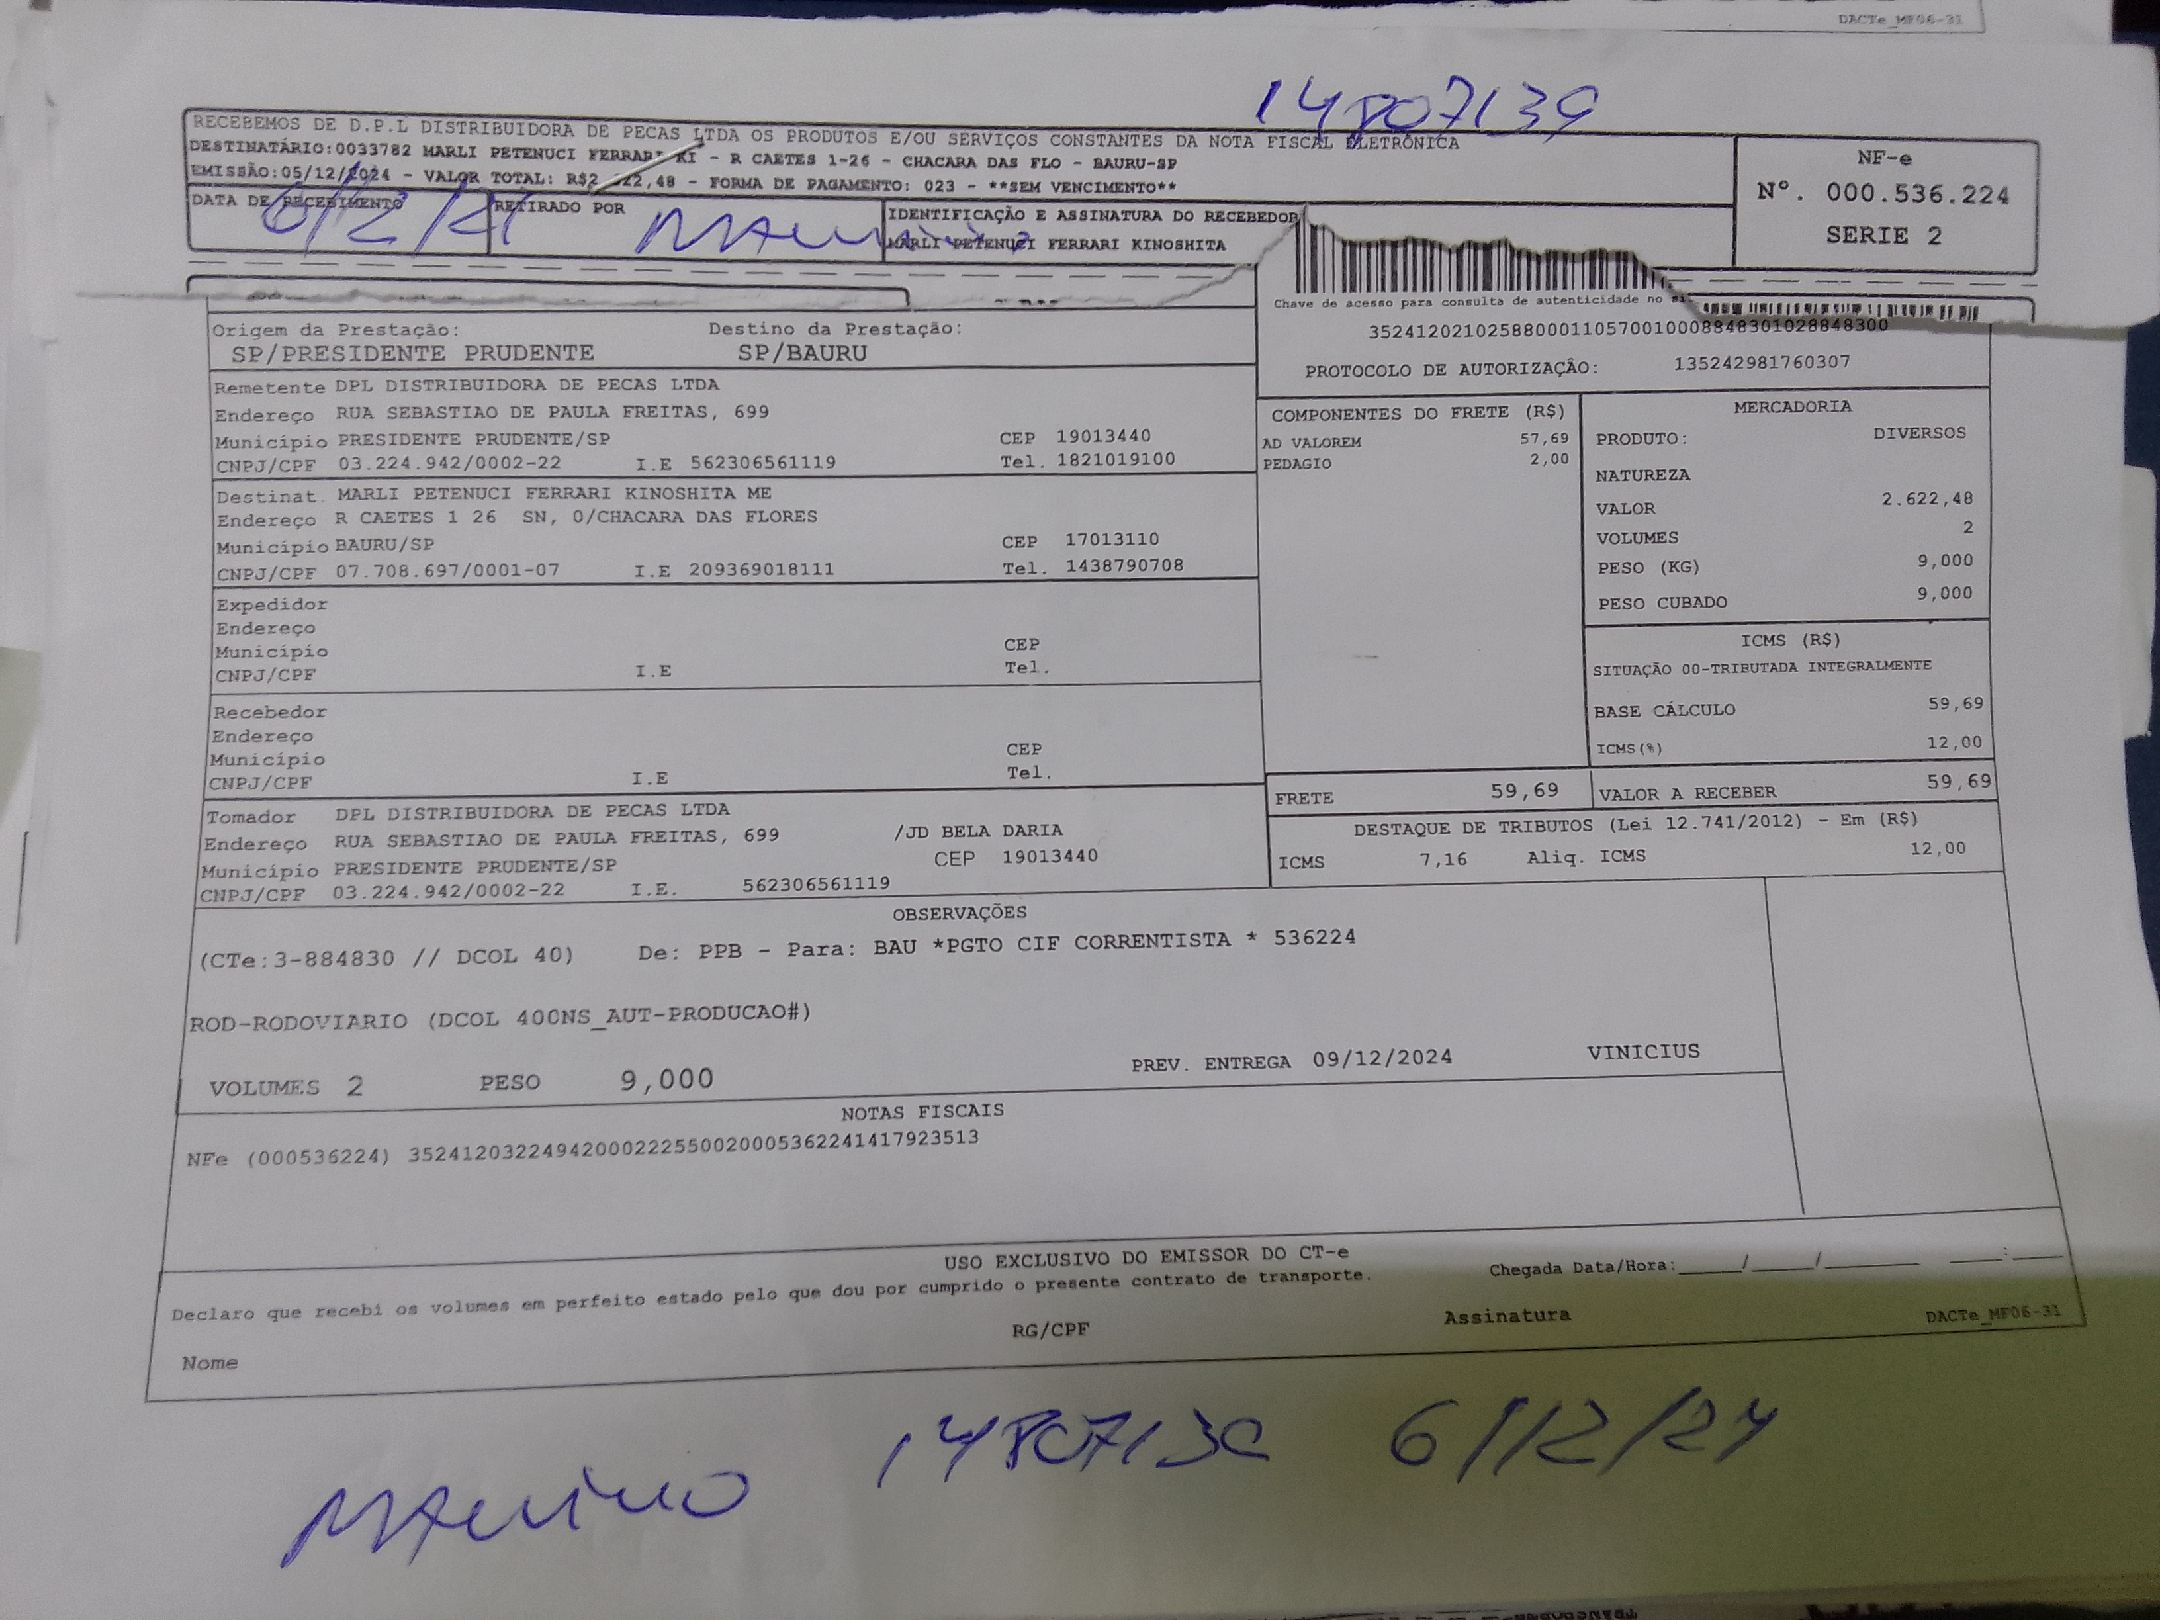 DACTe_MF06-31
14807139
RECEBEMOS DE D.P.L DISTRIBUIDORA DE PECAS LTDA OS PRODUTOS E/OU SERVIÇOS CONSTANTES DA NOTA FISCAL ELETRÔNICA
DESTINATÁRIO:0033782 MARLI PETENUCI FERRARI KI - R CAETES 1-26 - CHACARA DAS FLO - BAURU-SP
EMISSÃO:05/12/2024 - VALOR TOTAL: R$2 22,48 - FORMA DE PAGAMENTO: 023 - **SEM VENCIMENTO**
NF-e
Nº. 000.536.224
SERIE 2
DATA DE RECEBIMENTO
RETIRADO POR
IDENTIFICAÇÃO E ASSINATURA DO RECEBEDOR
MARLI PETENUCI FERRARI KINOSHITA
Chave de acesso para consulta de autenticidade no si
35241202102588000110570010008848301028848300
PROTOCOLO DE AUTORIZAÇÃO: 135242981760307
Origem da Prestação: Destino da Prestação:
SP/PRESIDENTE PRUDENTE SP/BAURU
Remetente DPL DISTRIBUIDORA DE PECAS LTDA
Endereço RUA SEBASTIAO DE PAULA FREITAS, 699
Município PRESIDENTE PRUDENTE/SP CEP 19013440
CNPJ/CPF 03.224.942/0002-22 I.E 562306561119 Tel. 1821019100
Destinat. MARLI PETENUCI FERRARI KINOSHITA ME
Endereço R CAETES 1 26 SN, 0/CHACARA DAS FLORES
Município BAURU/SP CEP 17013110
CNPJ/CPF 07.708.697/0001-07 I.E 209369018111 Tel. 1438790708
Expedidor
Endereço
Município CEP
CNPJ/CPF I.E Tel.
Recebedor
Endereço
Município CEP
CNPJ/CPF I.E Tel.
Tomador DPL DISTRIBUIDORA DE PECAS LTDA
Endereço RUA SEBASTIAO DE PAULA FREITAS, 699 /JD BELA DARIA
Município PRESIDENTE PRUDENTE/SP CEP 19013440
CNPJ/CPF 03.224.942/0002-22 I.E. 562306561119
COMPONENTES DO FRETE (R$)
AD VALOREM 57,69
PEDAGIO 2,00
MERCADORIA
PRODUTO: DIVERSOS
NATUREZA
VALOR 2.622,48
VOLUMES 2
PESO (KG) 9,000
PESO CUBADO 9,000
ICMS (R$)
SITUAÇÃO 00-TRIBUTADA INTEGRALMENTE
BASE CÁLCULO 59,69
ICMS(%) 12,00
FRETE 59,69 VALOR A RECEBER 59,69
DESTAQUE DE TRIBUTOS (Lei 12.741/2012) - Em (R$)
ICMS 7,16 Aliq. ICMS 12,00
OBSERVAÇÕES
(CTe:3-884830 // DCOL 40) De: PPB - Para: BAU *PGTO CIF CORRENTISTA * 536224
ROD-RODOVIARIO (DCOL 400NS_AUT-PRODUCAO#)
VOLUMES 2 PESO 9,000 PREV. ENTREGA 09/12/2024 VINICIUS
NOTAS FISCAIS
NFe (000536224) 35241203224942000222550020005362241417923513
USO EXCLUSIVO DO EMISSOR DO CT-e
Declaro que recebi os volumes em perfeito estado pelo que dou por cumprido o presente contrato de transporte. Chegada Data/Hora:_____/_____/________ _____:_____
Nome RG/CPF Assinatura DACTe_MF06-31
6/12/24